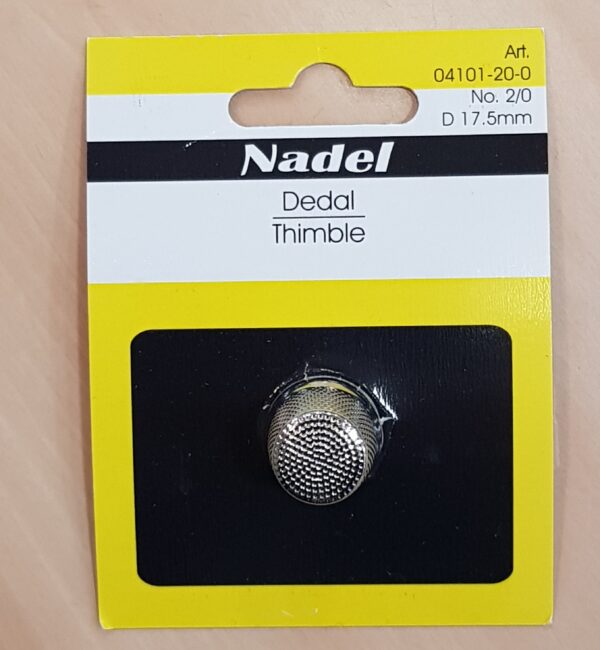 Art.
04101-20-0
No. 2/0
D 17.5mm
Nadel
Dedal
Thimble